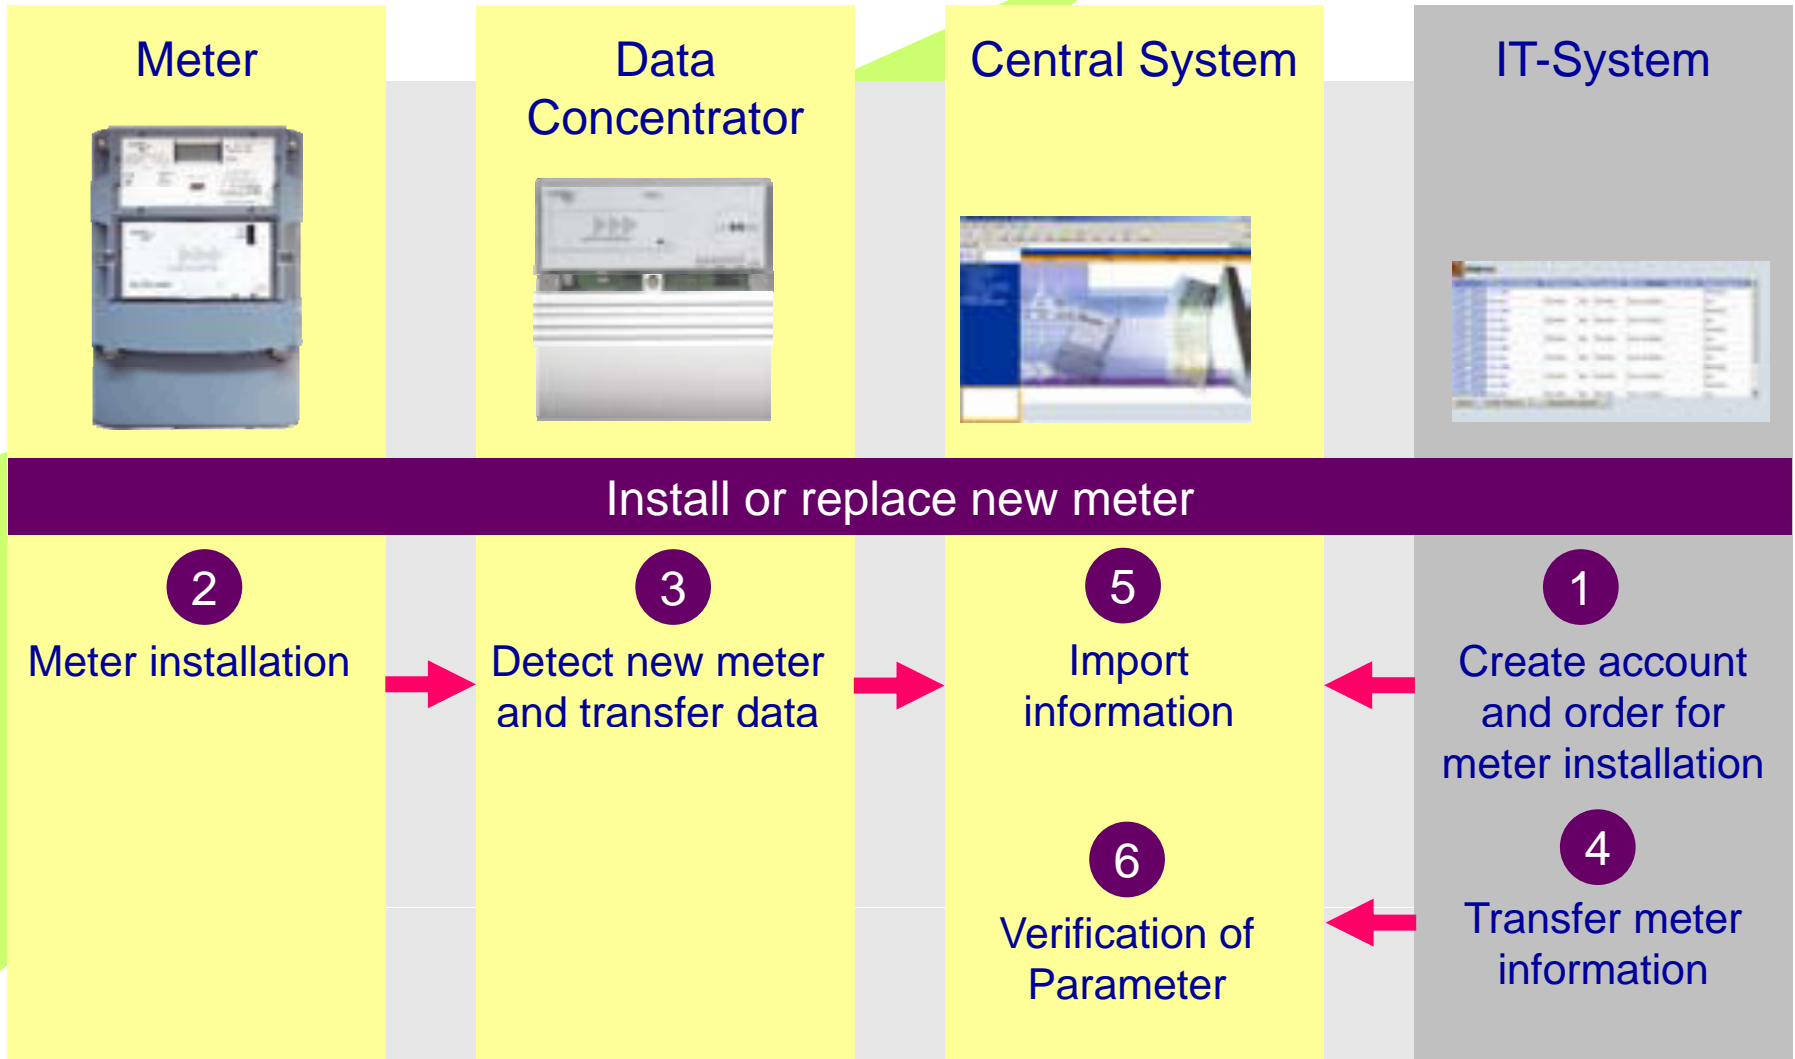 Meter
Data
Concentrator
Central System
IT-System
Install or replace new meter
2
Meter installation
3
Detect new meter
and transfer data
5
Import
information
6
Verification of
Parameter
1
Create account
and order for
meter installation
4
Transfer meter
information